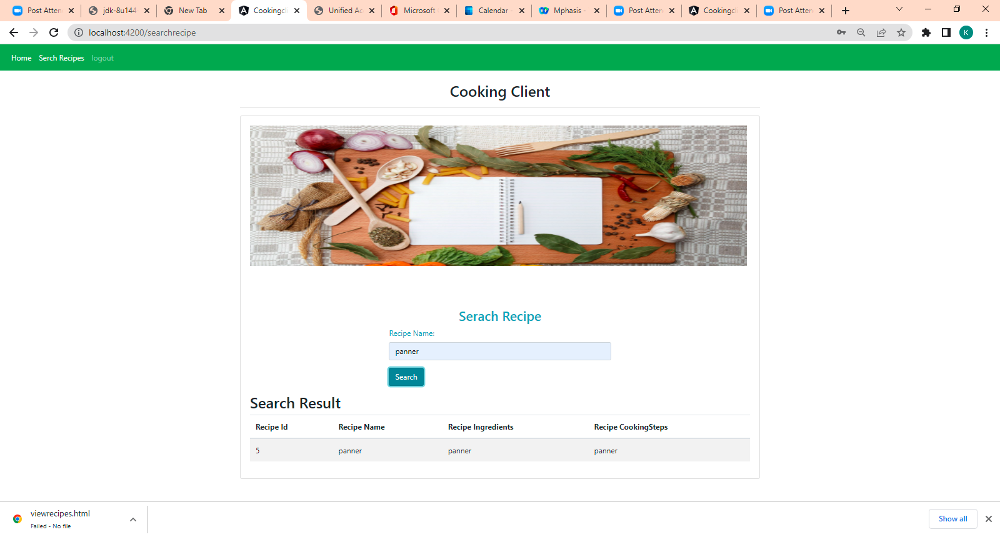 Post Atten
jdk-8u144-
New Tab
Cookingcli
Unified Ac
Microsoft
Calendar -
Mphasis -
Post Atten
Cookingcli
Post Atten
localhost:4200/searchrecipe
K
Home Serch Recipes logout
Cooking Client
Serach Recipe
Recipe Name:
panner
Search
Search Result
Recipe Id Recipe Name Recipe Ingredients Recipe CookingSteps
5 panner panner panner
viewrecipes.html
Failed - No file
Show all